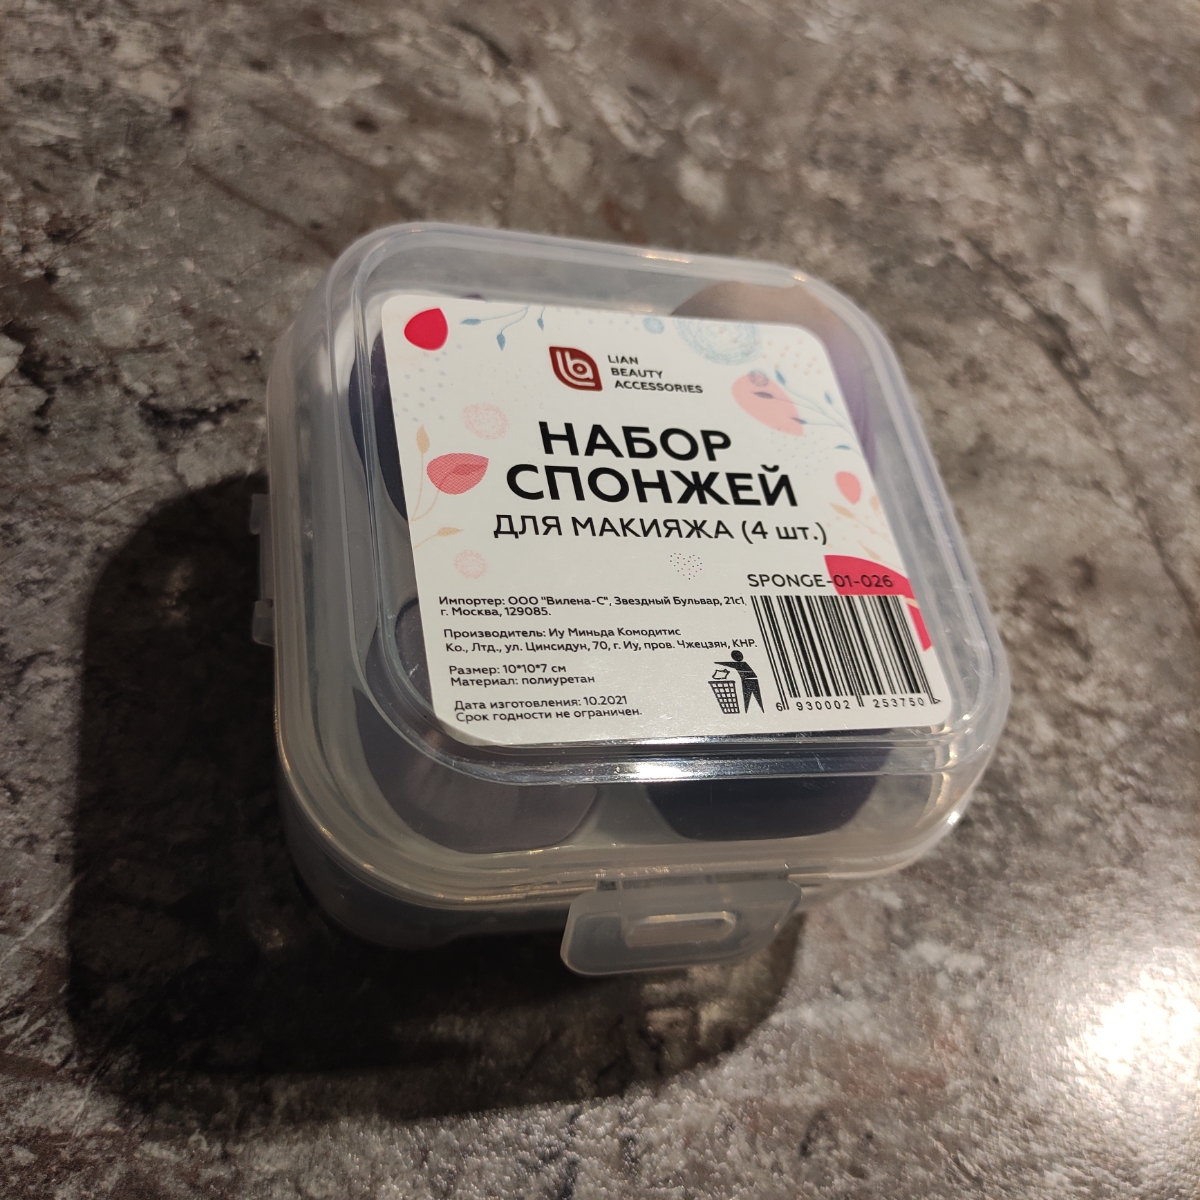 LIAN
BEAUTY
ACCESSORIES
НАБОР
СПОНЖЕЙ
ДЛЯ МАКИЯЖА (4 шт.)
SPONGE-01-026
Импортер: ООО "Вилена-С", Звездный Бульвар, 21с1,
г. Москва, 129085.
Производитель: Иу Миньда Комодитис
Ко., Лтд., ул. Цинсидун, 70, г. Иу, пров. Чжецзян, КНР.
Размер: 10*10*7 см
Материал: полиуретан
Дата изготовления: 10.2021
Срок годности не ограничен.
6 930002 253750